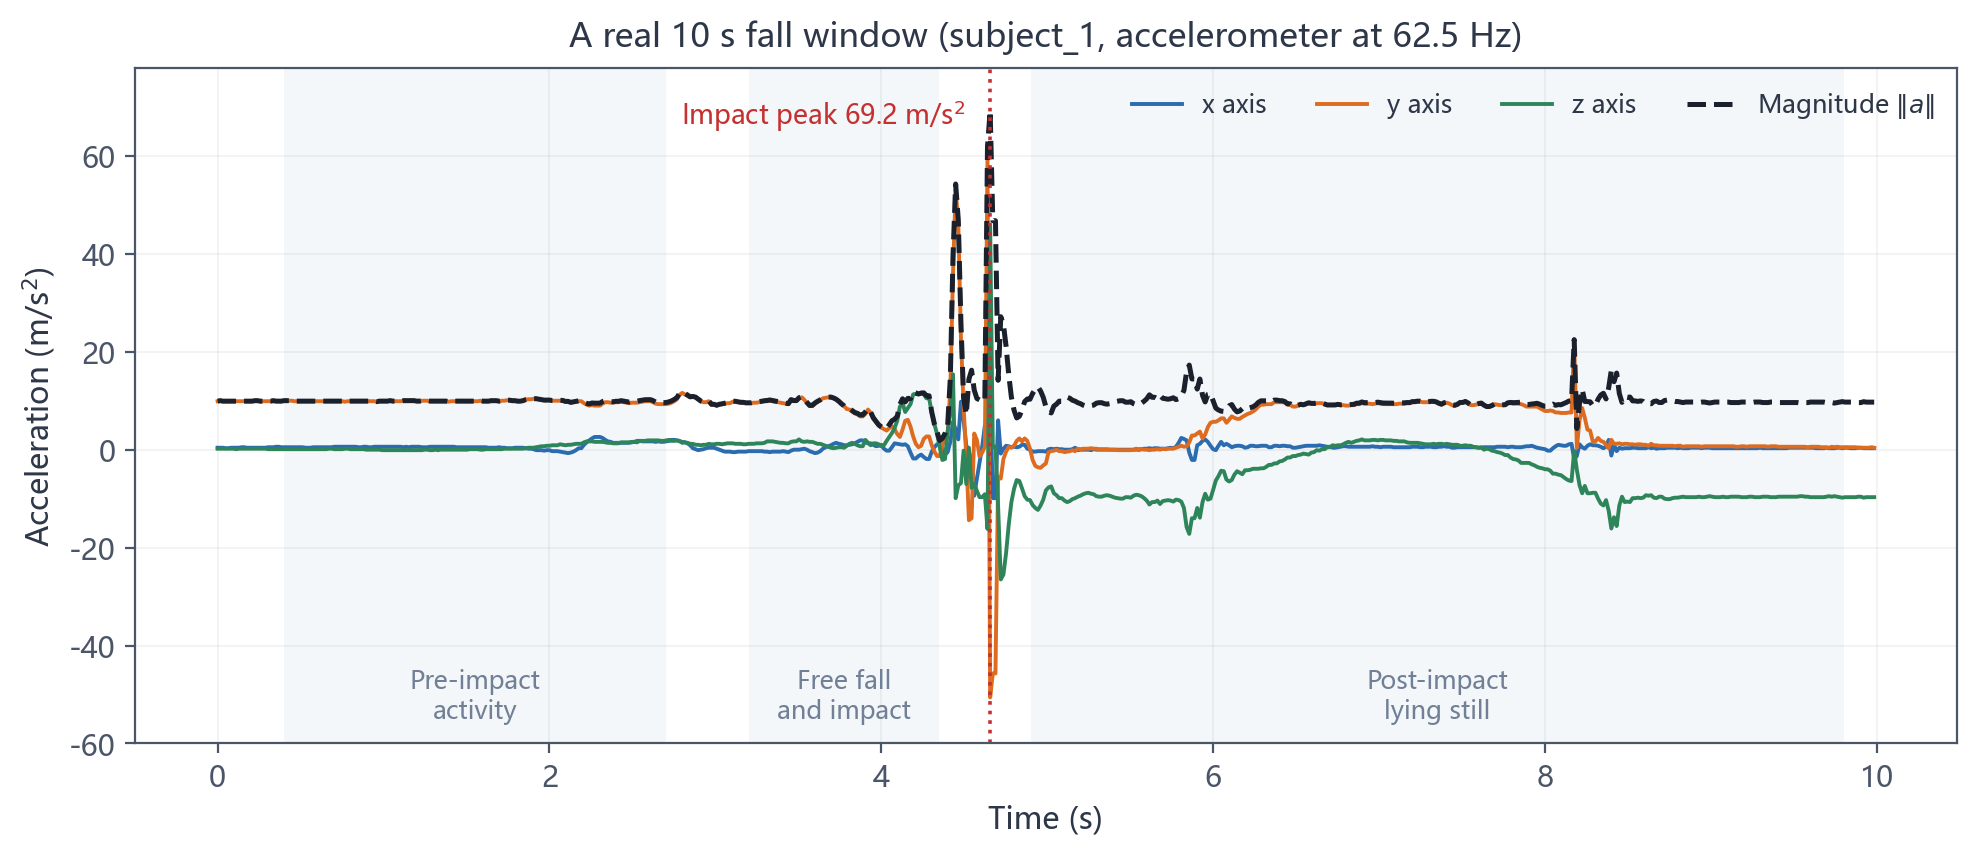 A real 10 s fall window (subject_1, accelerometer at 62.5 Hz)
Impact peak 69.2 m/s²
x axis
y axis
z axis
Magnitude ‖a‖
Acceleration (m/s²)
60
40
20
0
-20
-40
-60
Pre-impact
activity
Free fall
and impact
Post-impact
lying still
0
2
4
6
8
10
Time (s)